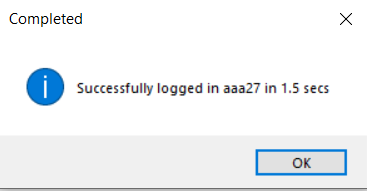 Completed
Successfully logged in aaa27 in 1.5 secs
OK